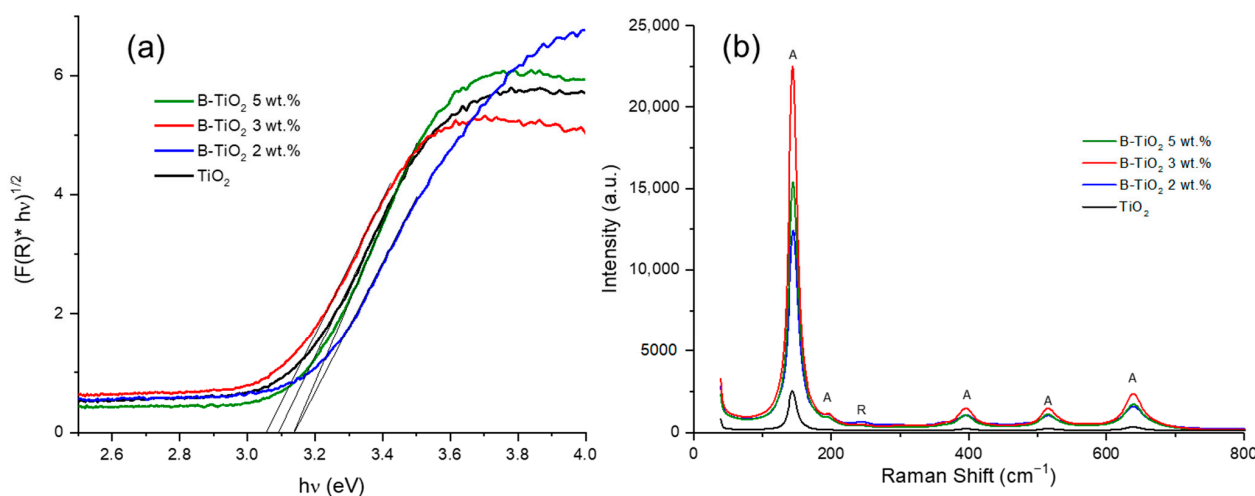 (a)
B-TiO₂ 5 wt.%
B-TiO₂ 3 wt.%
B-TiO₂ 2 wt.%
TiO₂
(F(R)* hν)^1/2
6
4
2
0
2.6 2.8 3.0 3.2 3.4 3.6 3.8 4.0
hν (eV)
(b)
25,000
20,000
15,000
10,000
5000
0
Intensity (a.u.)
A
B-TiO₂ 5 wt.%
B-TiO₂ 3 wt.%
B-TiO₂ 2 wt.%
TiO₂
A R A A A
0 200 400 600 800
Raman Shift (cm⁻¹)